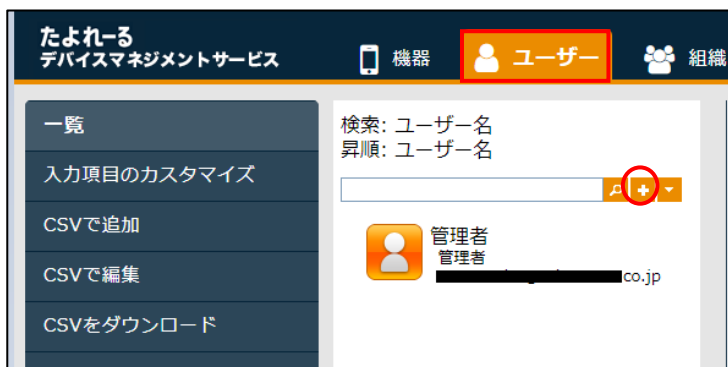 たよれーる
デバイスマネジメントサービス
機器
ユーザー
組織
一覧
入力項目のカスタマイズ
CSVで追加
CSVで編集
CSVをダウンロード
検索: ユーザー名
昇順: ユーザー名
管理者
管理者
co.jp